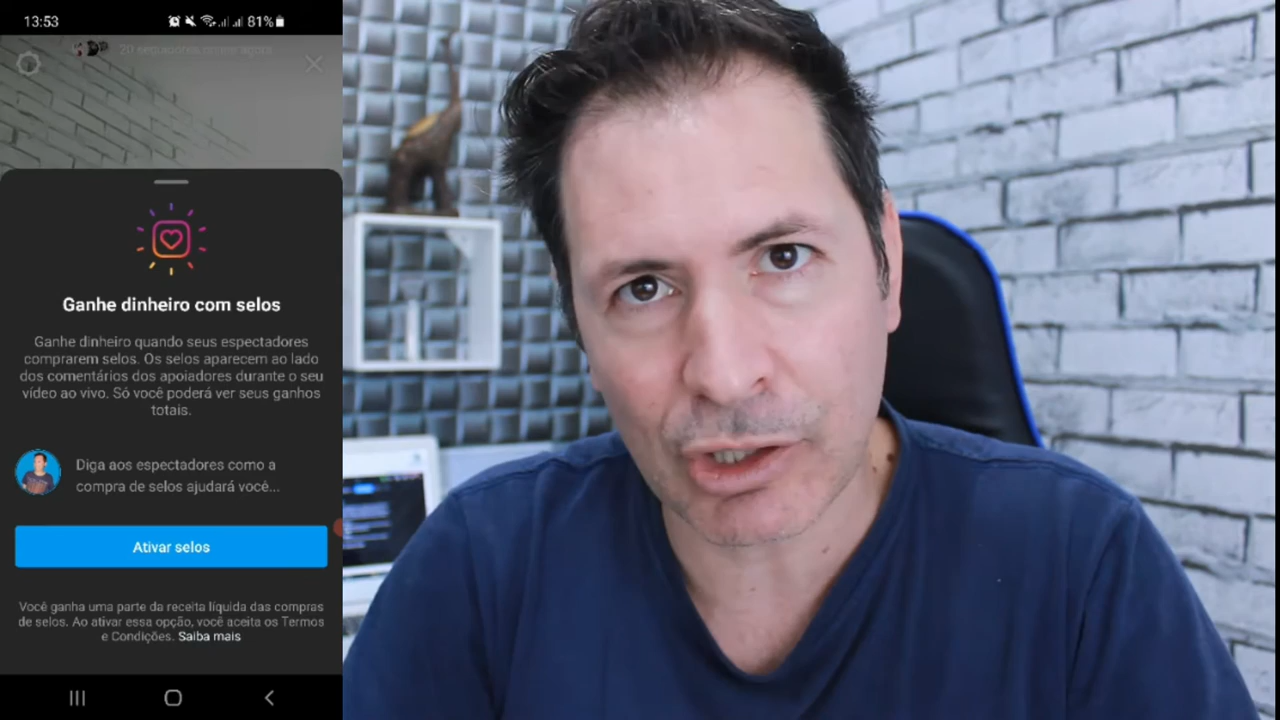 13:53
81%
20 seguidores
Ganhe dinheiro com selos
Ganhe dinheiro quando seus espectadores
comprarem selos. Os selos aparecem ao lado
dos comentários dos apoiadores durante o seu
vídeo ao vivo. Só você poderá ver seus ganhos
totais.
Diga aos espectadores como a
compra de selos ajudará você...
Ativar selos
Você ganha uma parte da receita líquida das compras
de selos. Ao ativar essa opção, você aceita os Termos
e Condições. Saiba mais